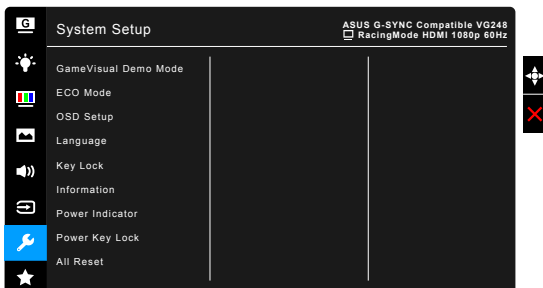 G
System Setup
ASUS G-SYNC Compatible VG248
RacingMode HDMI 1080p 60Hz
GameVisual Demo Mode
ECO Mode
OSD Setup
Language
Key Lock
Information
Power Indicator
Power Key Lock
All Reset